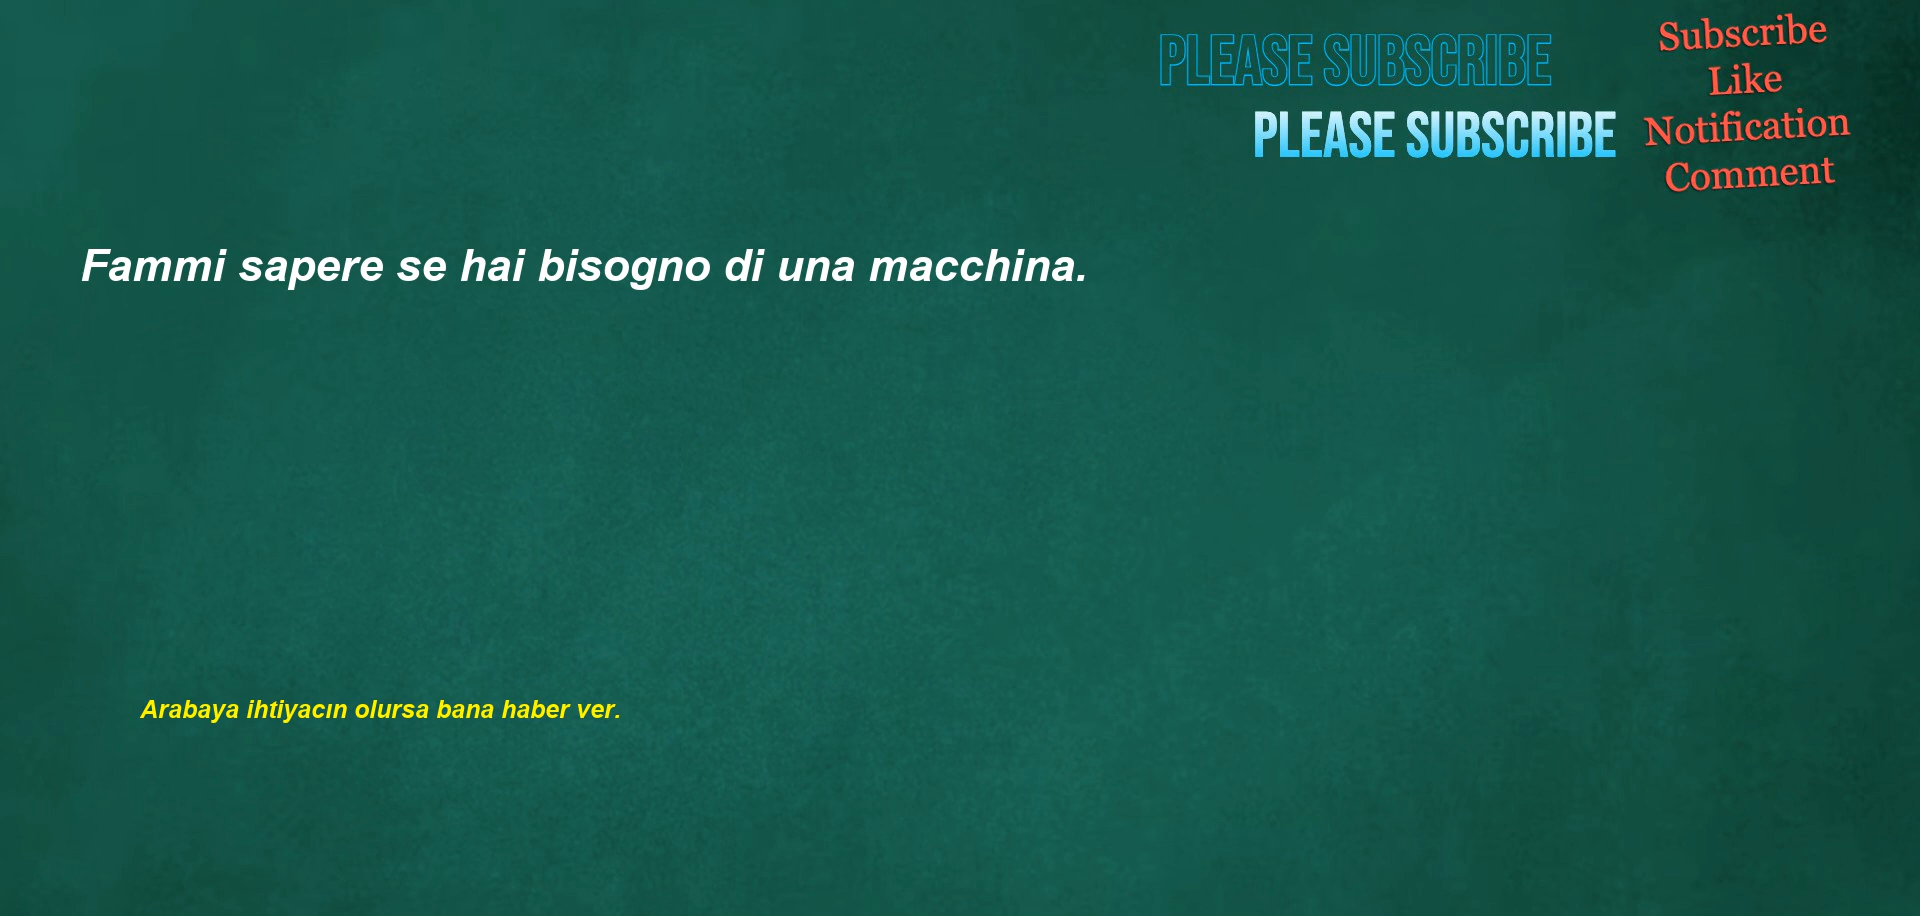 PLEASE SUBSCRIBE
PLEASE SUBSCRIBE
Subscribe
Like
Notification
Comment
Fammi sapere se hai bisogno di una macchina.
Arabaya ihtiyacın olursa bana haber ver.